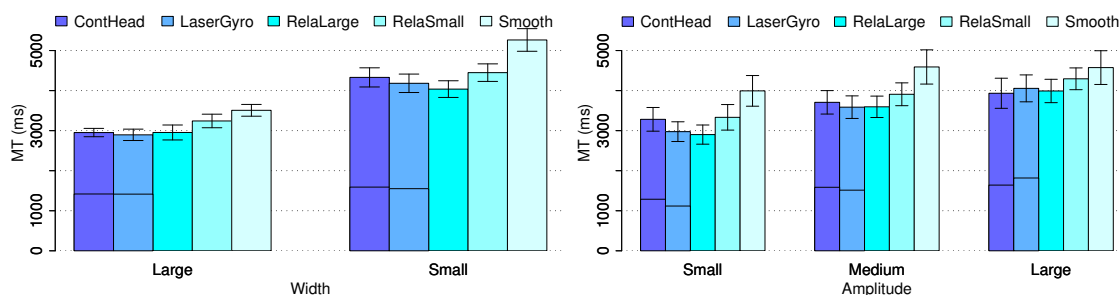 ContHead LaserGyro RelaLarge RelaSmall Smooth
MT (ms)
5000
3000
1000
0
Large Small
Width
ContHead LaserGyro RelaLarge RelaSmall Smooth
MT (ms)
5000
3000
1000
0
Small Medium Large
Amplitude